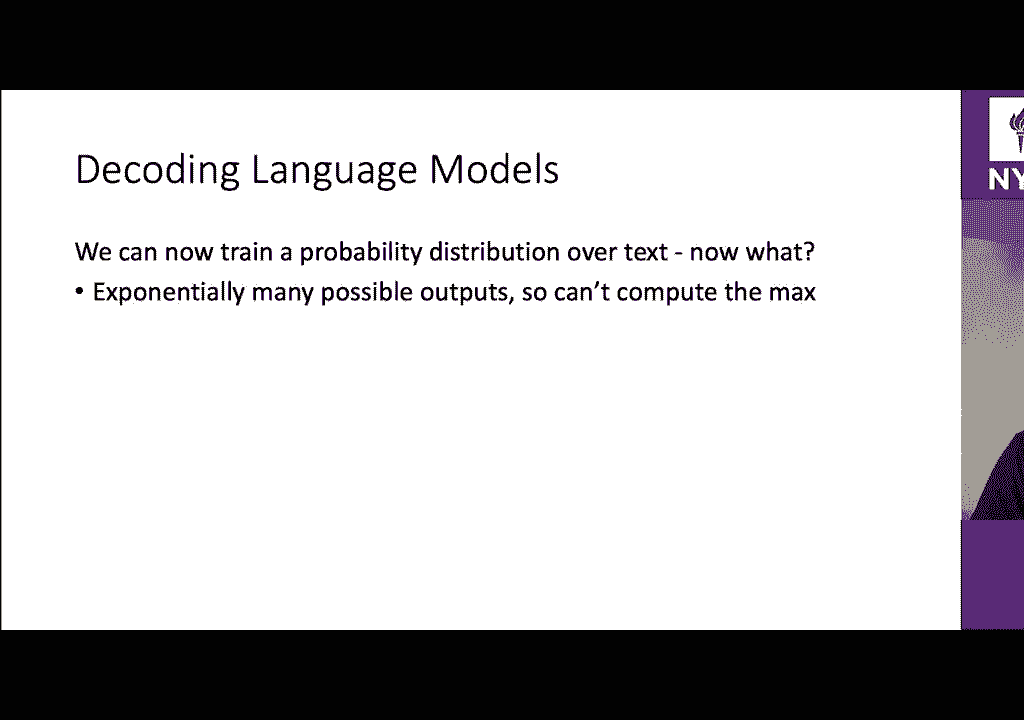 Decoding Language Models
We can now train a probability distribution over text - now what?
• Exponentially many possible outputs, so can’t compute the max
NY